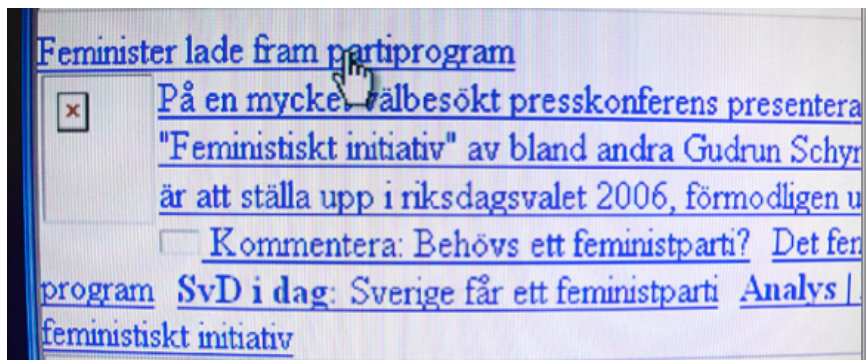 Feminister lade fram partiprogram
På en mycket välbesökt presskonferens presentera
"Feministiskt initiativ" av bland andra Gudrun Schyr
är att ställa upp i riksdagsvalet 2006, förmodligen u
Kommentera: Behövs ett feministparti? Det fer
program SvD i dag: Sverige får ett feministparti Analys |
feministiskt initiativ